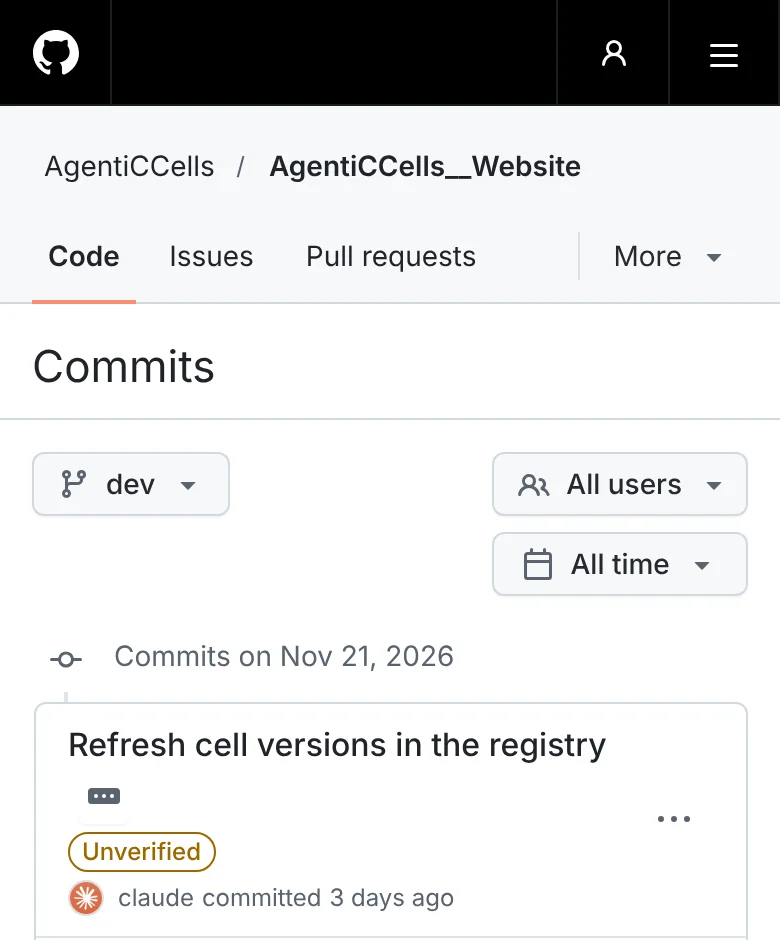 AgentiCCells / AgentiCCells__Website
Code Issues Pull requests More
Commits
dev All users
All time
Commits on Nov 21, 2026
Refresh cell versions in the registry
Unverified
claude committed 3 days ago